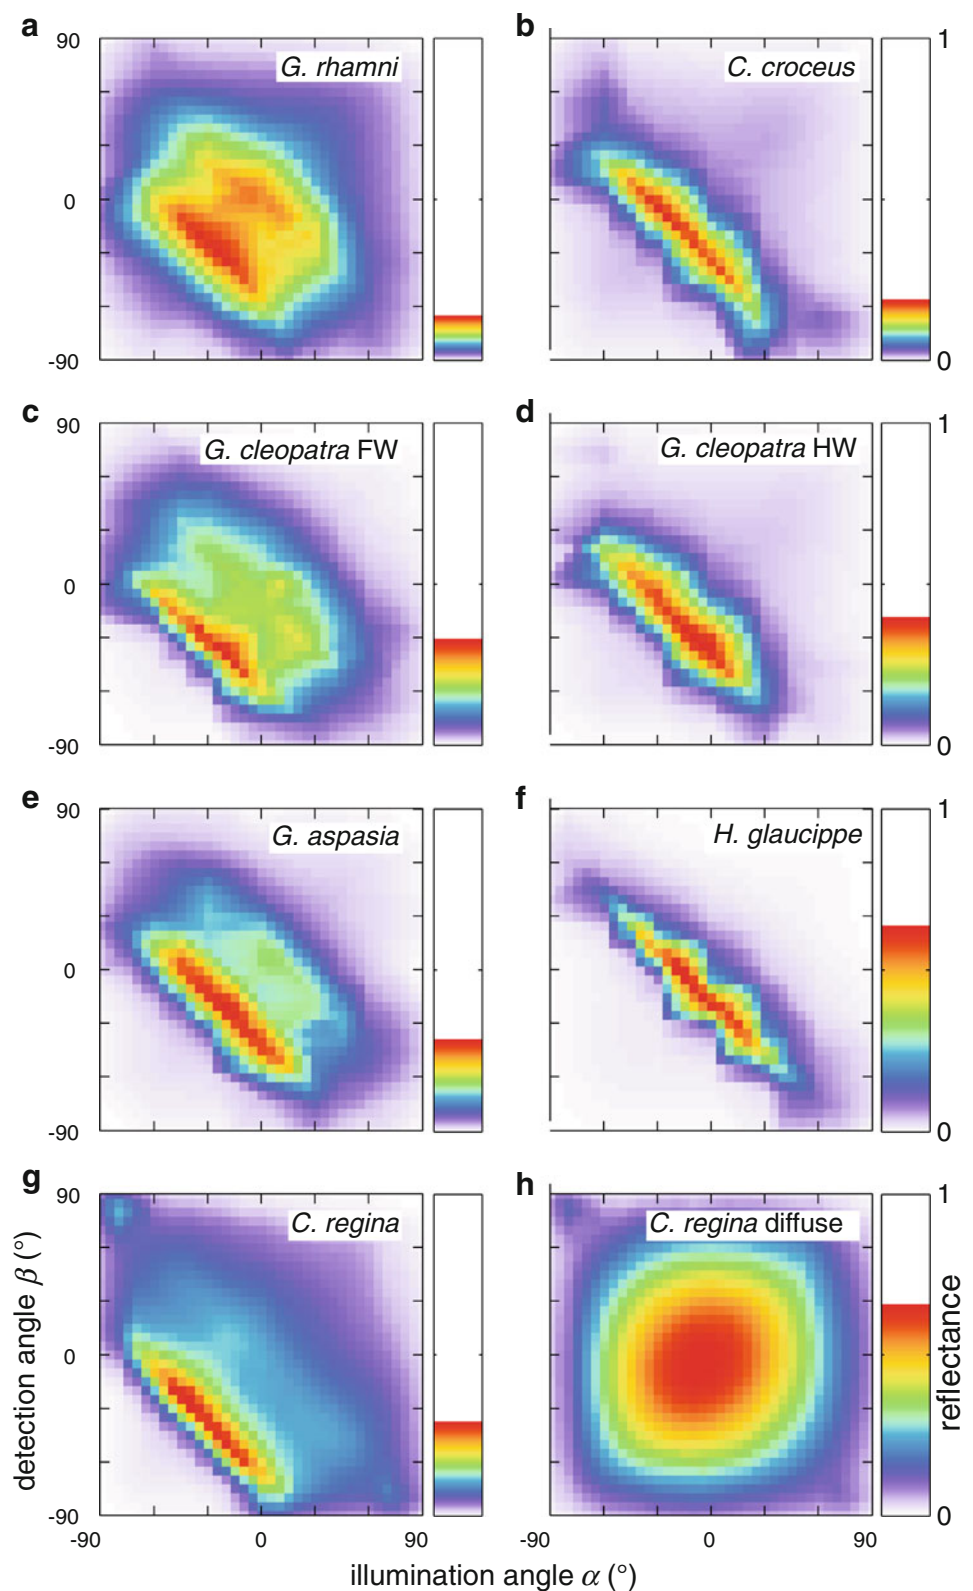 a
b
90
G. rhamni
C. croceus
1
0
-90
0
c
d
90
G. cleopatra FW
G. cleopatra HW
1
0
-90
0
e
f
90
G. aspasia
H. glaucippe
1
0
-90
0
g
h
90
C. regina
C. regina diffuse
1
0
-90
0
detection angle β (°)
reflectance
-90
0
90
-90
0
90
illumination angle α (°)